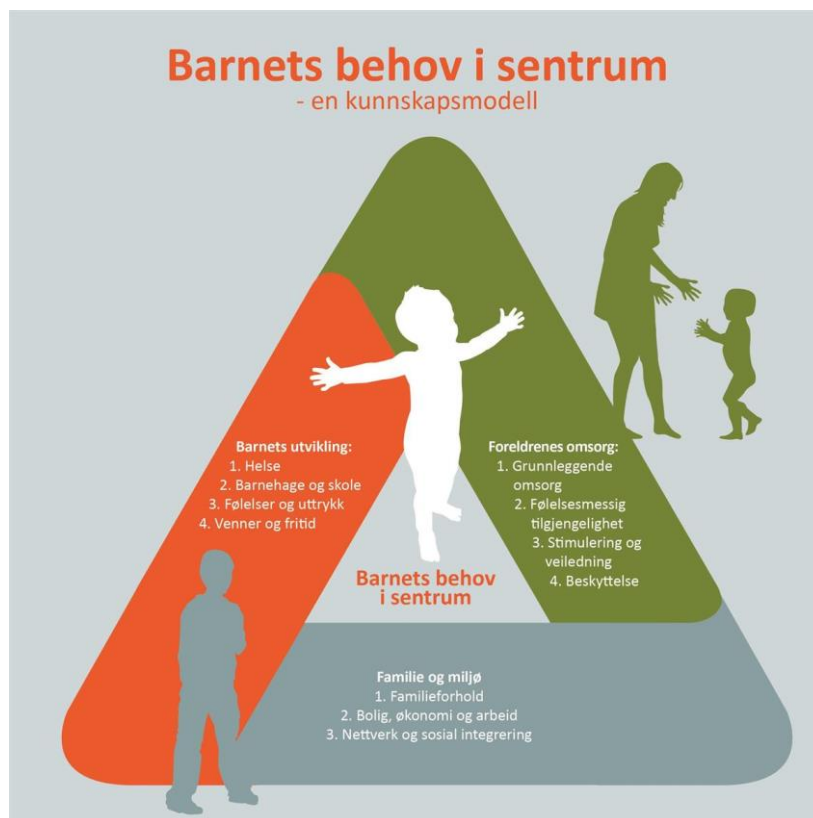 Barnets behov i sentrum
- en kunnskapsmodell
Barnets utvikling:
1. Helse
2. Barnehage og skole
3. Følelser og uttrykk
4. Venner og fritid
Foreldrenes omsorg:
1. Grunnleggende
omsorg
2. Følelsesmessig
tilgjengelighet
3. Stimulering og
veiledning
4. Beskyttelse
Barnets behov
i sentrum
Familie og miljø
1. Familieforhold
2. Bolig, økonomi og arbeid
3. Nettverk og sosial integrering